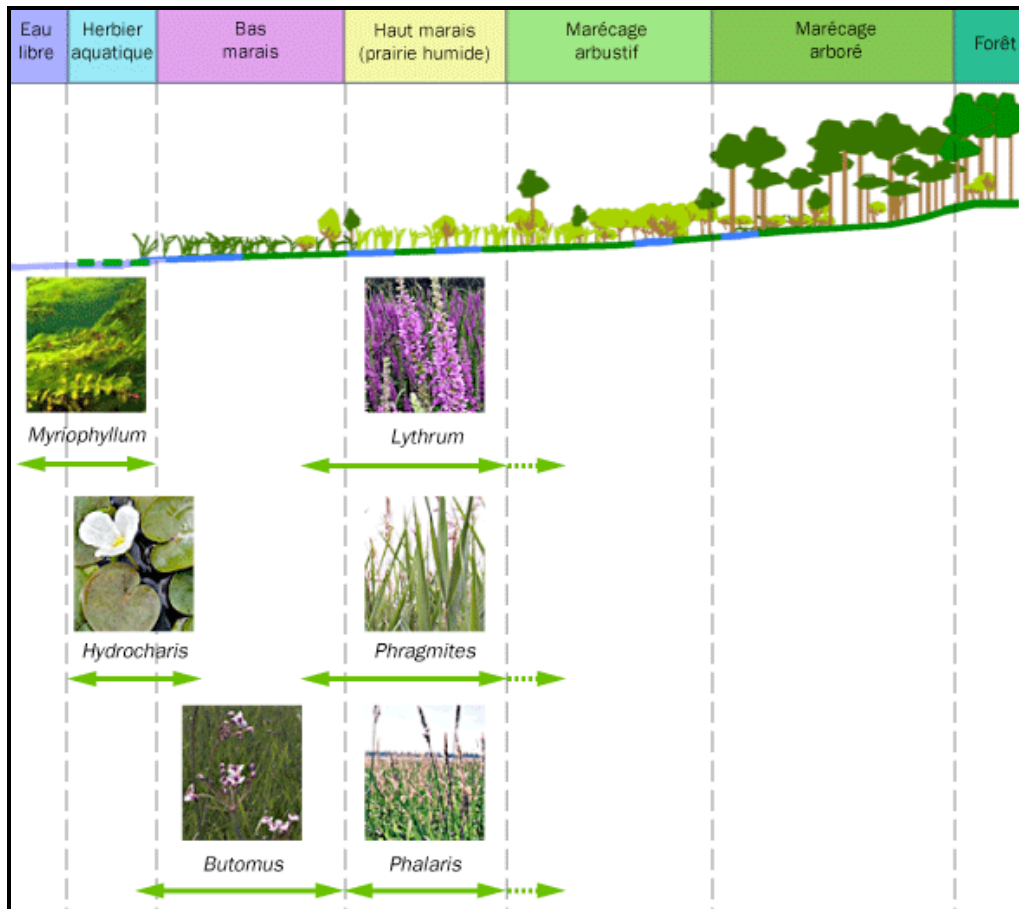 Eau
libre
Herbier
aquatique
Bas
marais
Haut marais
(prairie humide)
Marécage
arbustif
Marécage
arboré
Forêt
Myriophyllum
Lythrum
Hydrocharis
Phragmites
Butomus
Phalaris